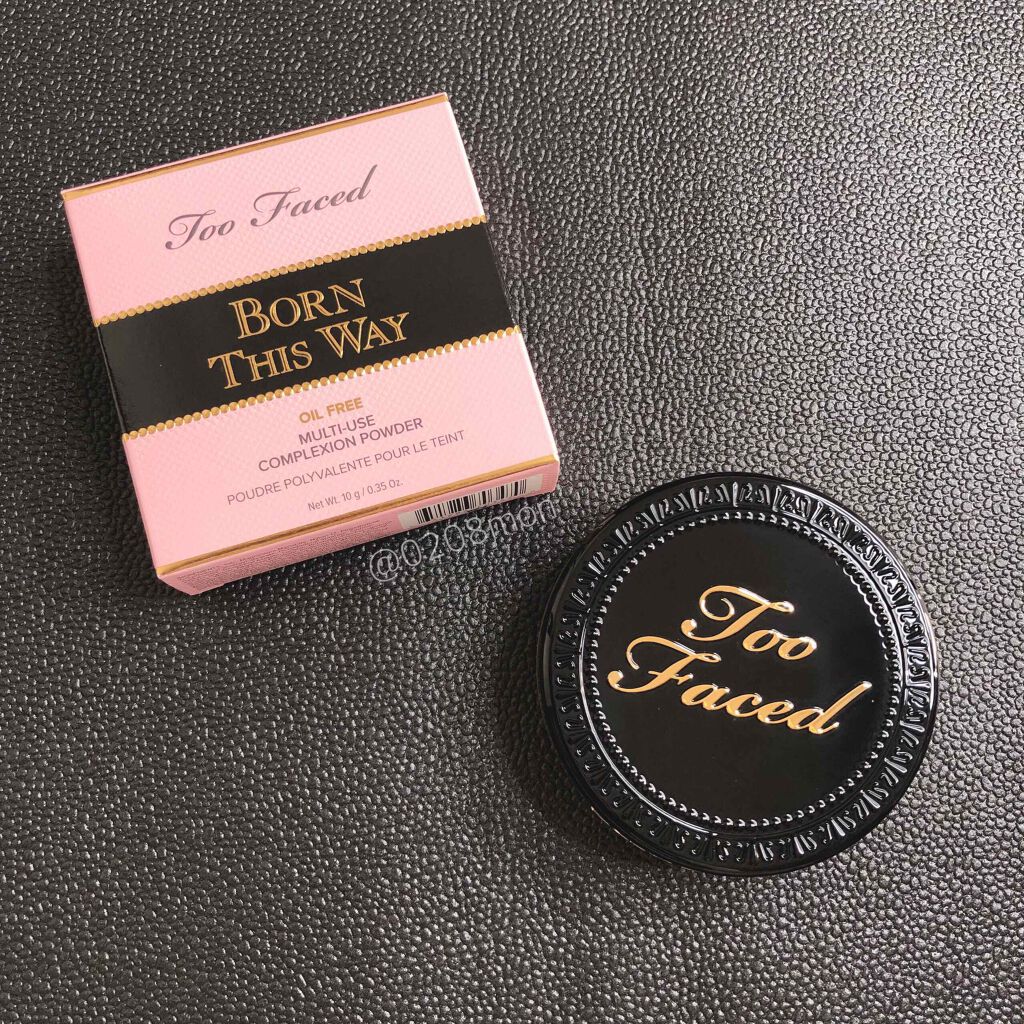 Too Faced
BORN
THIS WAY
OIL FREE
MULTI-USE
COMPLEXION POWDER
POUDRE POLYVALENTE POUR LE TEINT
Net Wt. 10 g / 0.35 Oz.
@0208mon
Too
Faced